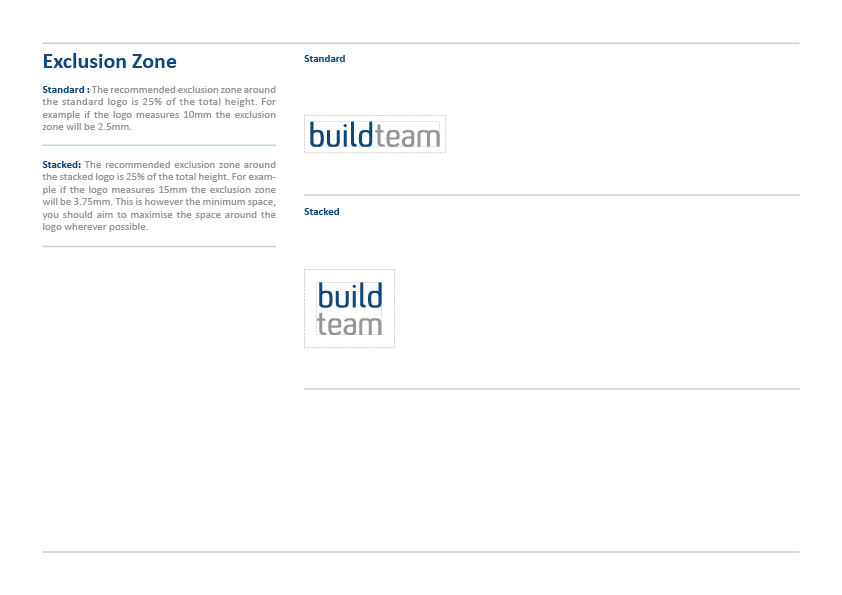 Exclusion Zone
Standard : The recommended exclusion zone around
the standard logo is 25% of the total height. For
example if the logo measures 10mm the exclusion
zone will be 2.5mm.
Stacked: The recommended exclusion zone around
the stacked logo is 25% of the total height. For exam-
ple if the logo measures 15mm the exclusion zone
will be 3.75mm. This is however the minimum space,
you should aim to maximise the space around the
logo wherever possible.
Standard
buildteam
Stacked
build
team